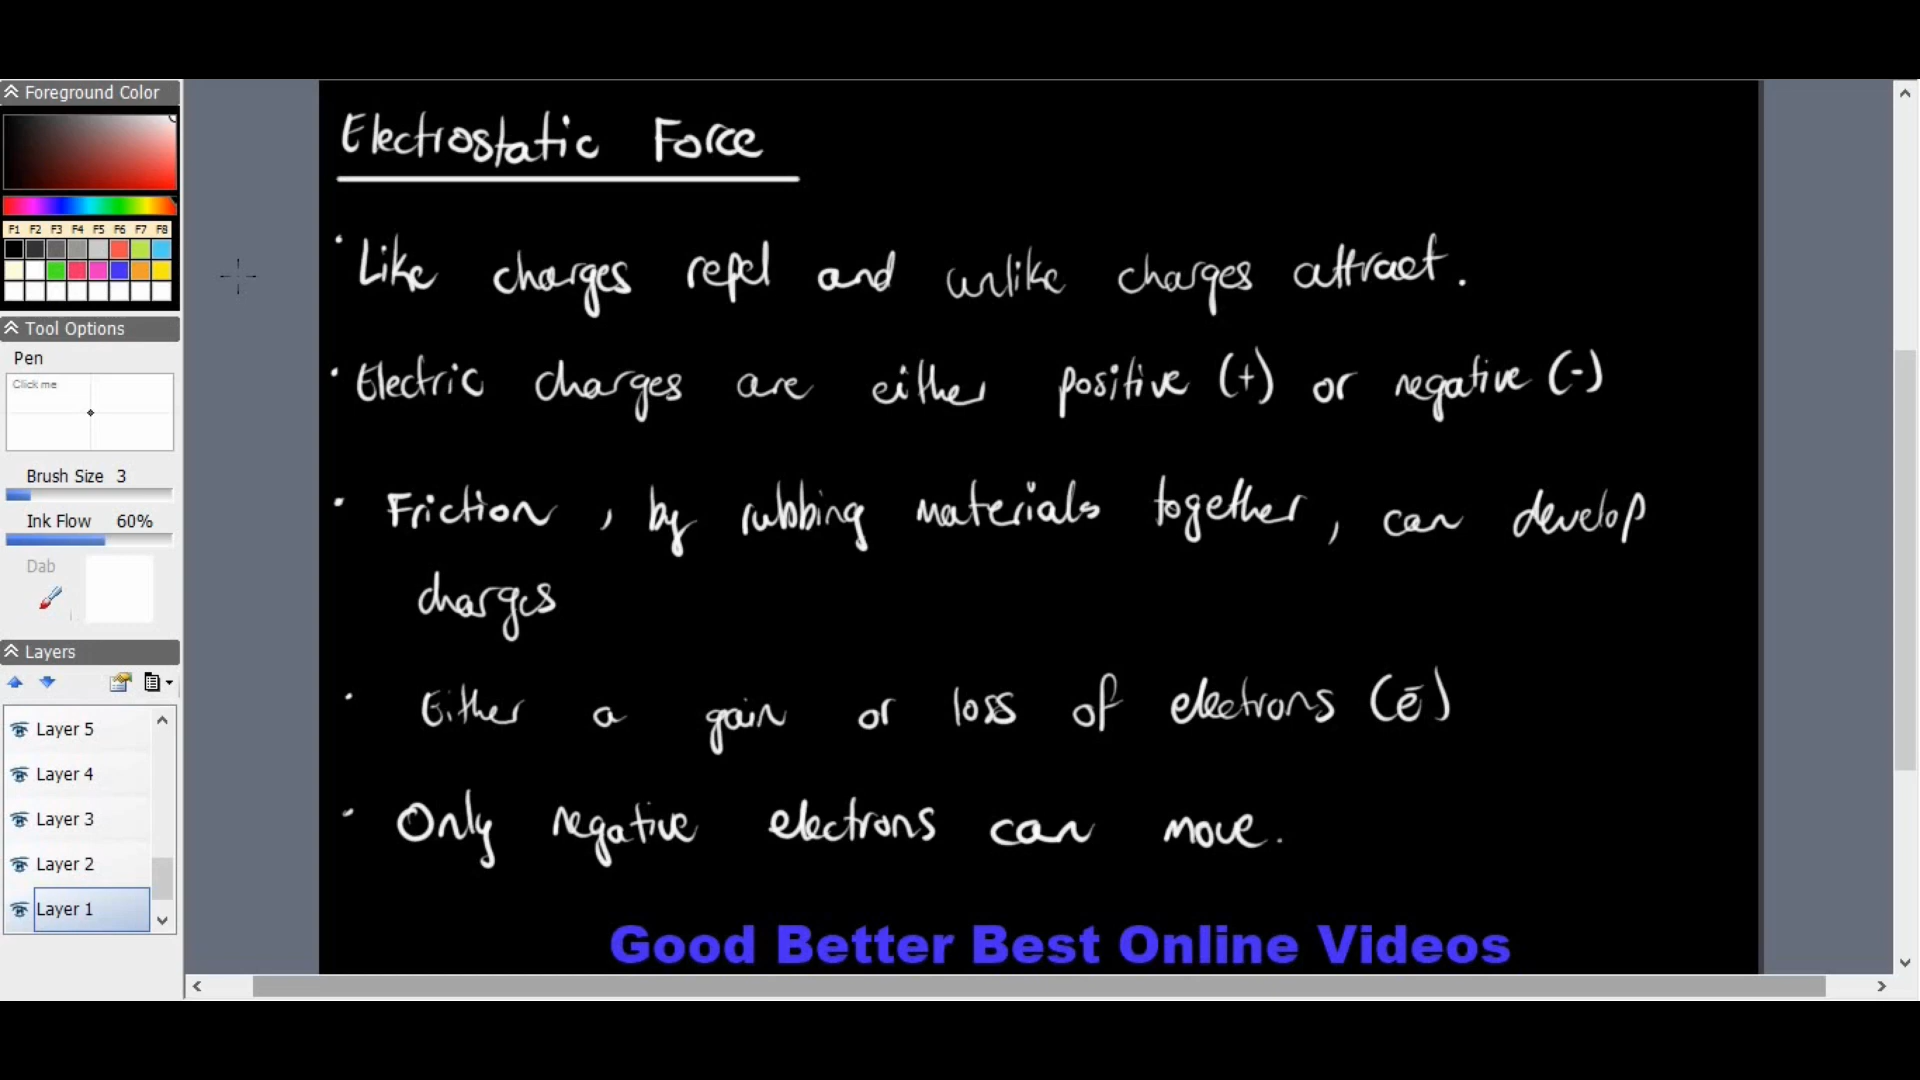 Foreground Color
F1 F2 F3 F4 F5 F6 F7 F8
Tool Options
Pen
Click me
Brush Size 3
Ink Flow 60%
Dab
Layers
Layer 5
Layer 4
Layer 3
Layer 2
Layer 1
Electrostatic Force
· Like charges repel and unlike charges attract.
· Electric charges are either positive (+) or negative (-)
· Friction, by rubbing materials together, can develop
charges
· Either a gain or loss of electrons (ē)
· Only negative electrons can move.
Good Better Best Online Videos